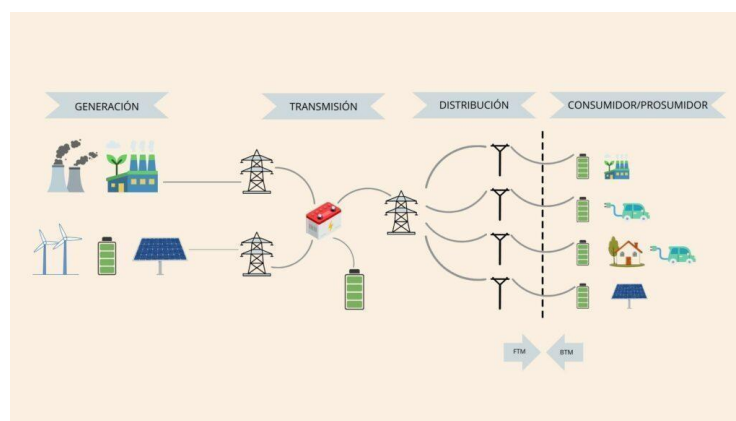 GENERACIÓN
TRANSMISIÓN
DISTRIBUCIÓN
CONSUMIDOR/PROSUMIDOR
FTM
BTM